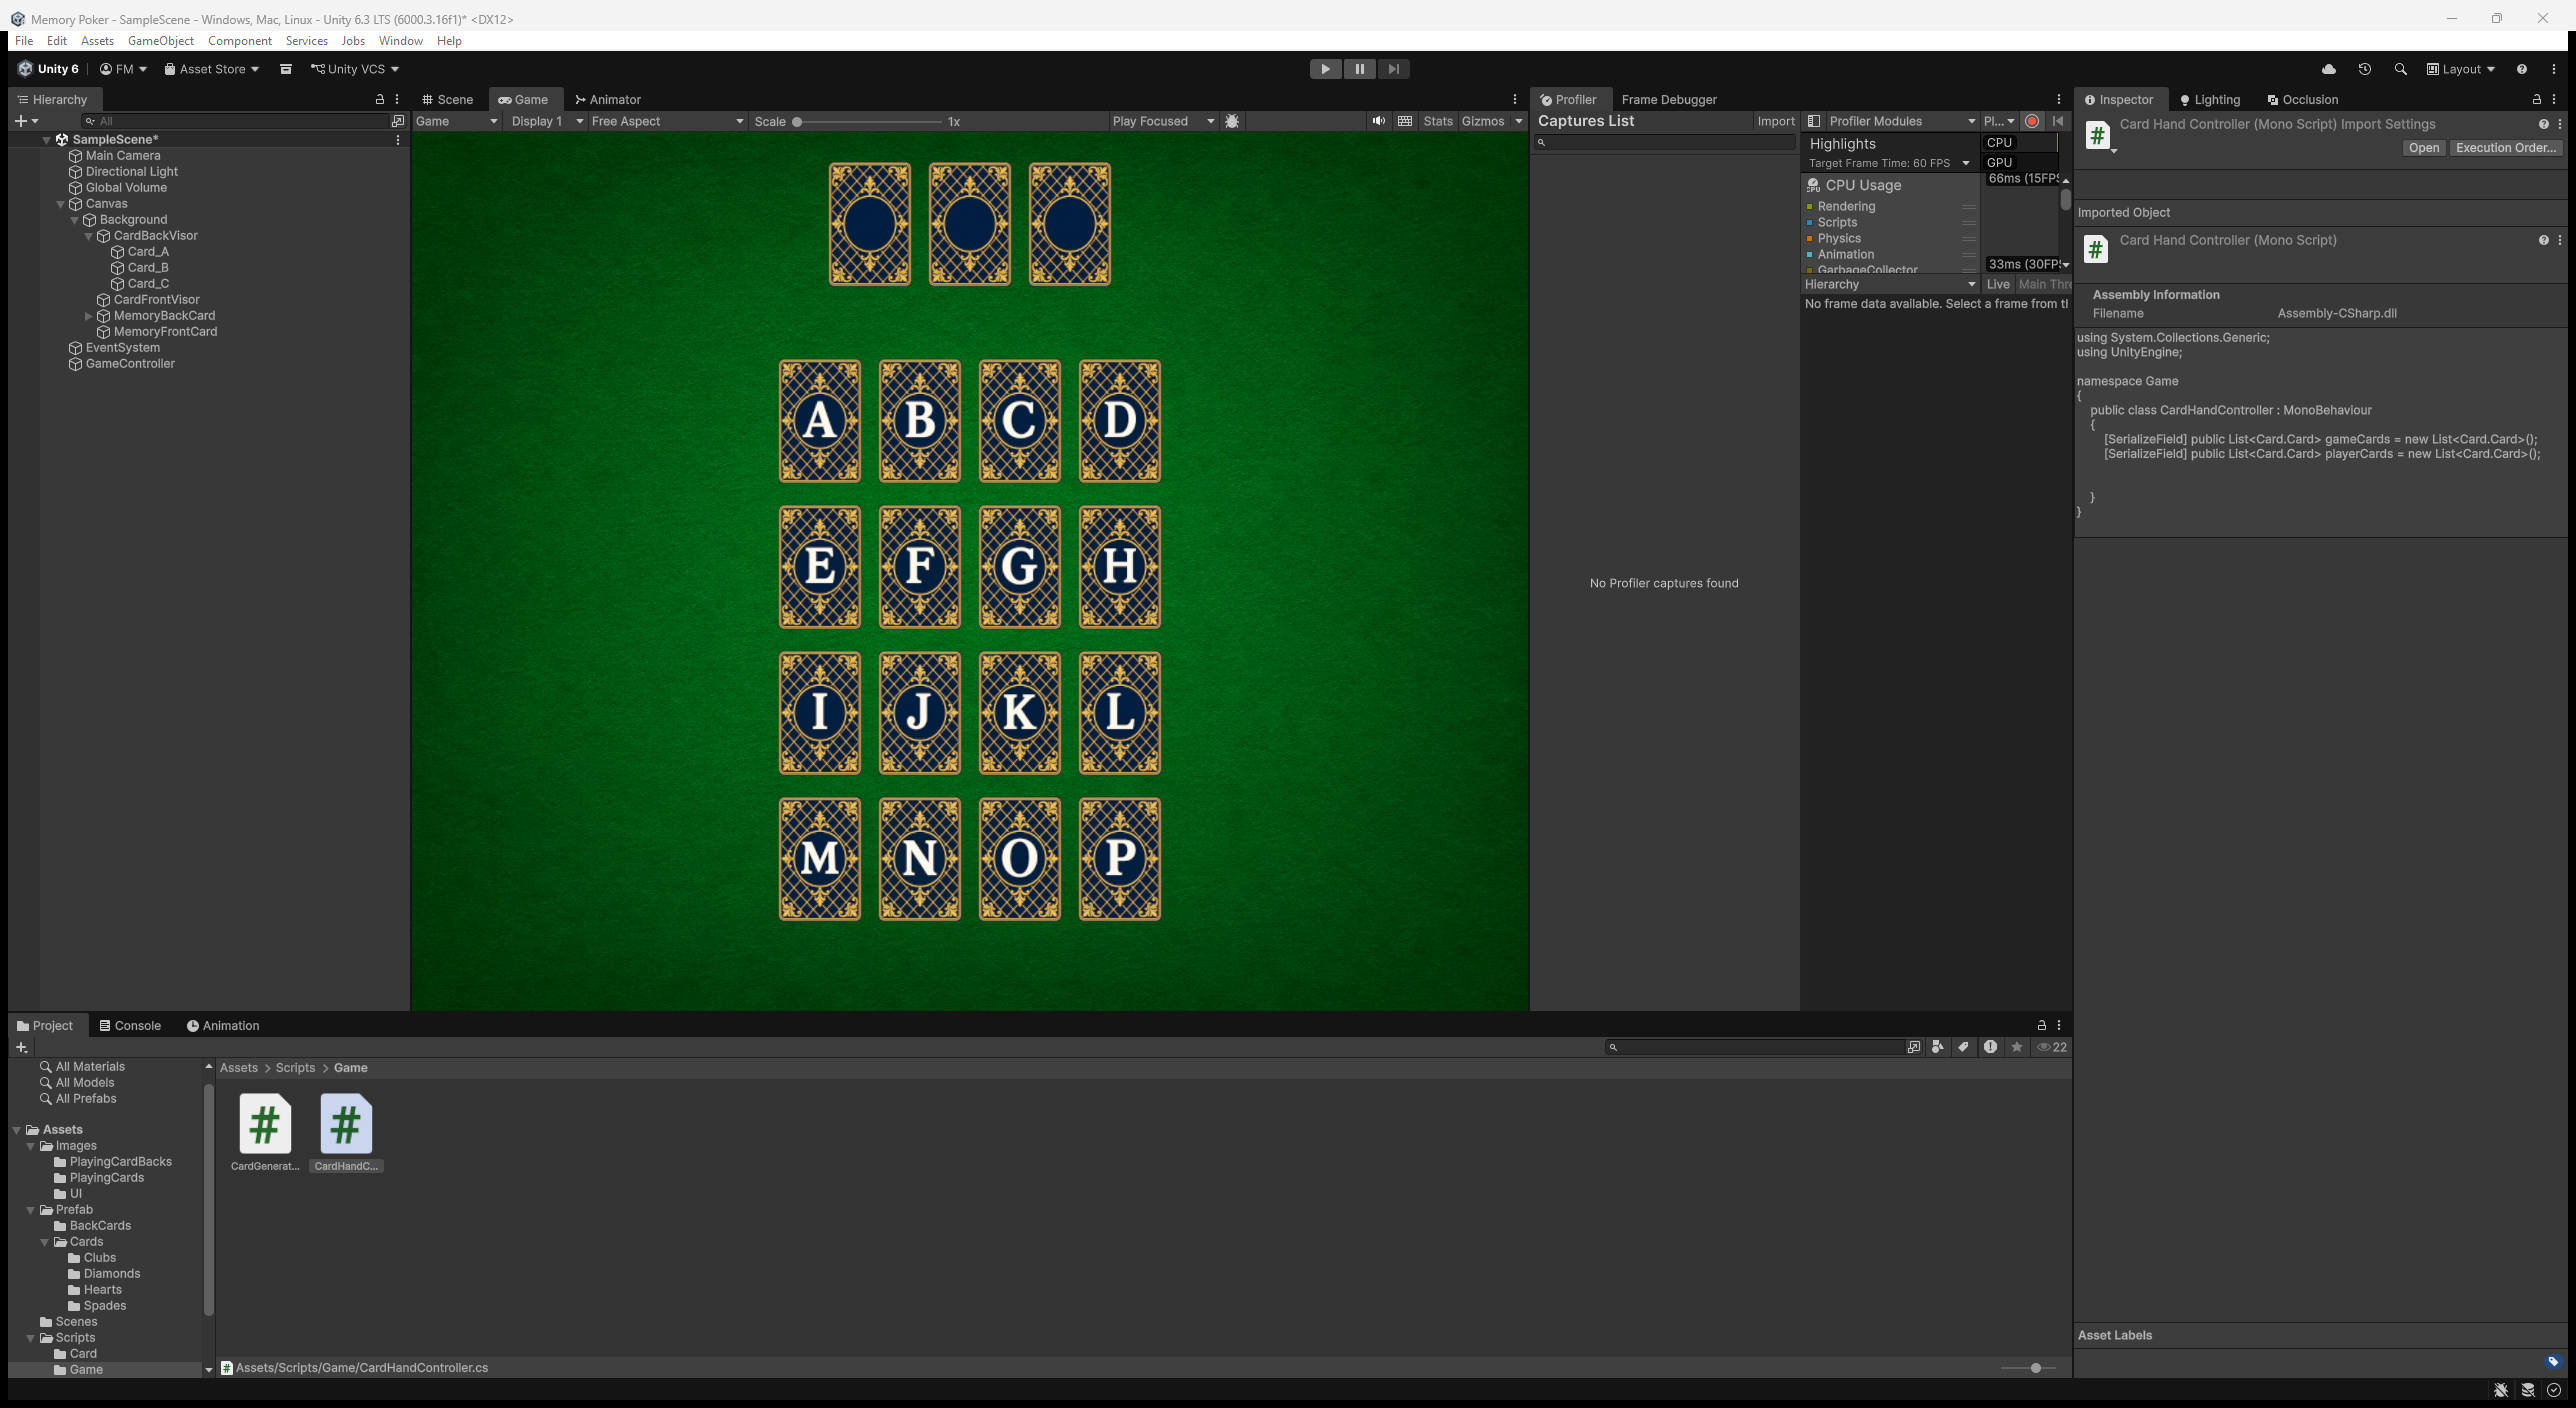 Memory Poker - SampleScene - Windows, Mac, Linux - Unity 6.3 LTS (6000.3.16f1)* <DX12>
File Edit Assets GameObject Component Services Jobs Window Help
Unity 6 FM Asset Store Unity VCS Layout
Hierarchy
All
SampleScene*
Main Camera
Directional Light
Global Volume
Canvas
Background
CardBackVisor
Card_A
Card_B
Card_C
CardFrontVisor
MemoryBackCard
MemoryFrontCard
EventSystem
GameController
Scene Game Animator
Game Display 1 Free Aspect Scale 1x Play Focused Stats Gizmos
A B C D
E F G H
I J K L
M N O P
Profiler Frame Debugger
Captures List Import
No Profiler captures found
Profiler Modules Pl...
Highlights CPU
Target Frame Time: 60 FPS GPU
CPU Usage 66ms (15FPS
Rendering
Scripts
Physics
Animation
GarbageCollector 33ms (30FPS
Hierarchy Live Main Thre
No frame data available. Select a frame from th
Inspector Lighting Occlusion
Card Hand Controller (Mono Script) Import Settings
Open Execution Order...
Imported Object
Card Hand Controller (Mono Script)
Assembly Information
Filename Assembly-CSharp.dll
using System.Collections.Generic;
using UnityEngine;
namespace Game
{
public class CardHandController : MonoBehaviour
{
[SerializeField] public List<Card.Card> gameCards = new List<Card.Card>();
[SerializeField] public List<Card.Card> playerCards = new List<Card.Card>();
}
}
Asset Labels
Project Console Animation
22
All Materials
All Models
All Prefabs
Assets
Images
PlayingCardBacks
PlayingCards
UI
Prefab
BackCards
Cards
Clubs
Diamonds
Hearts
Spades
Scenes
Scripts
Card
Game
Assets > Scripts > Game
CardGenerat... CardHandC...
Assets/Scripts/Game/CardHandController.cs